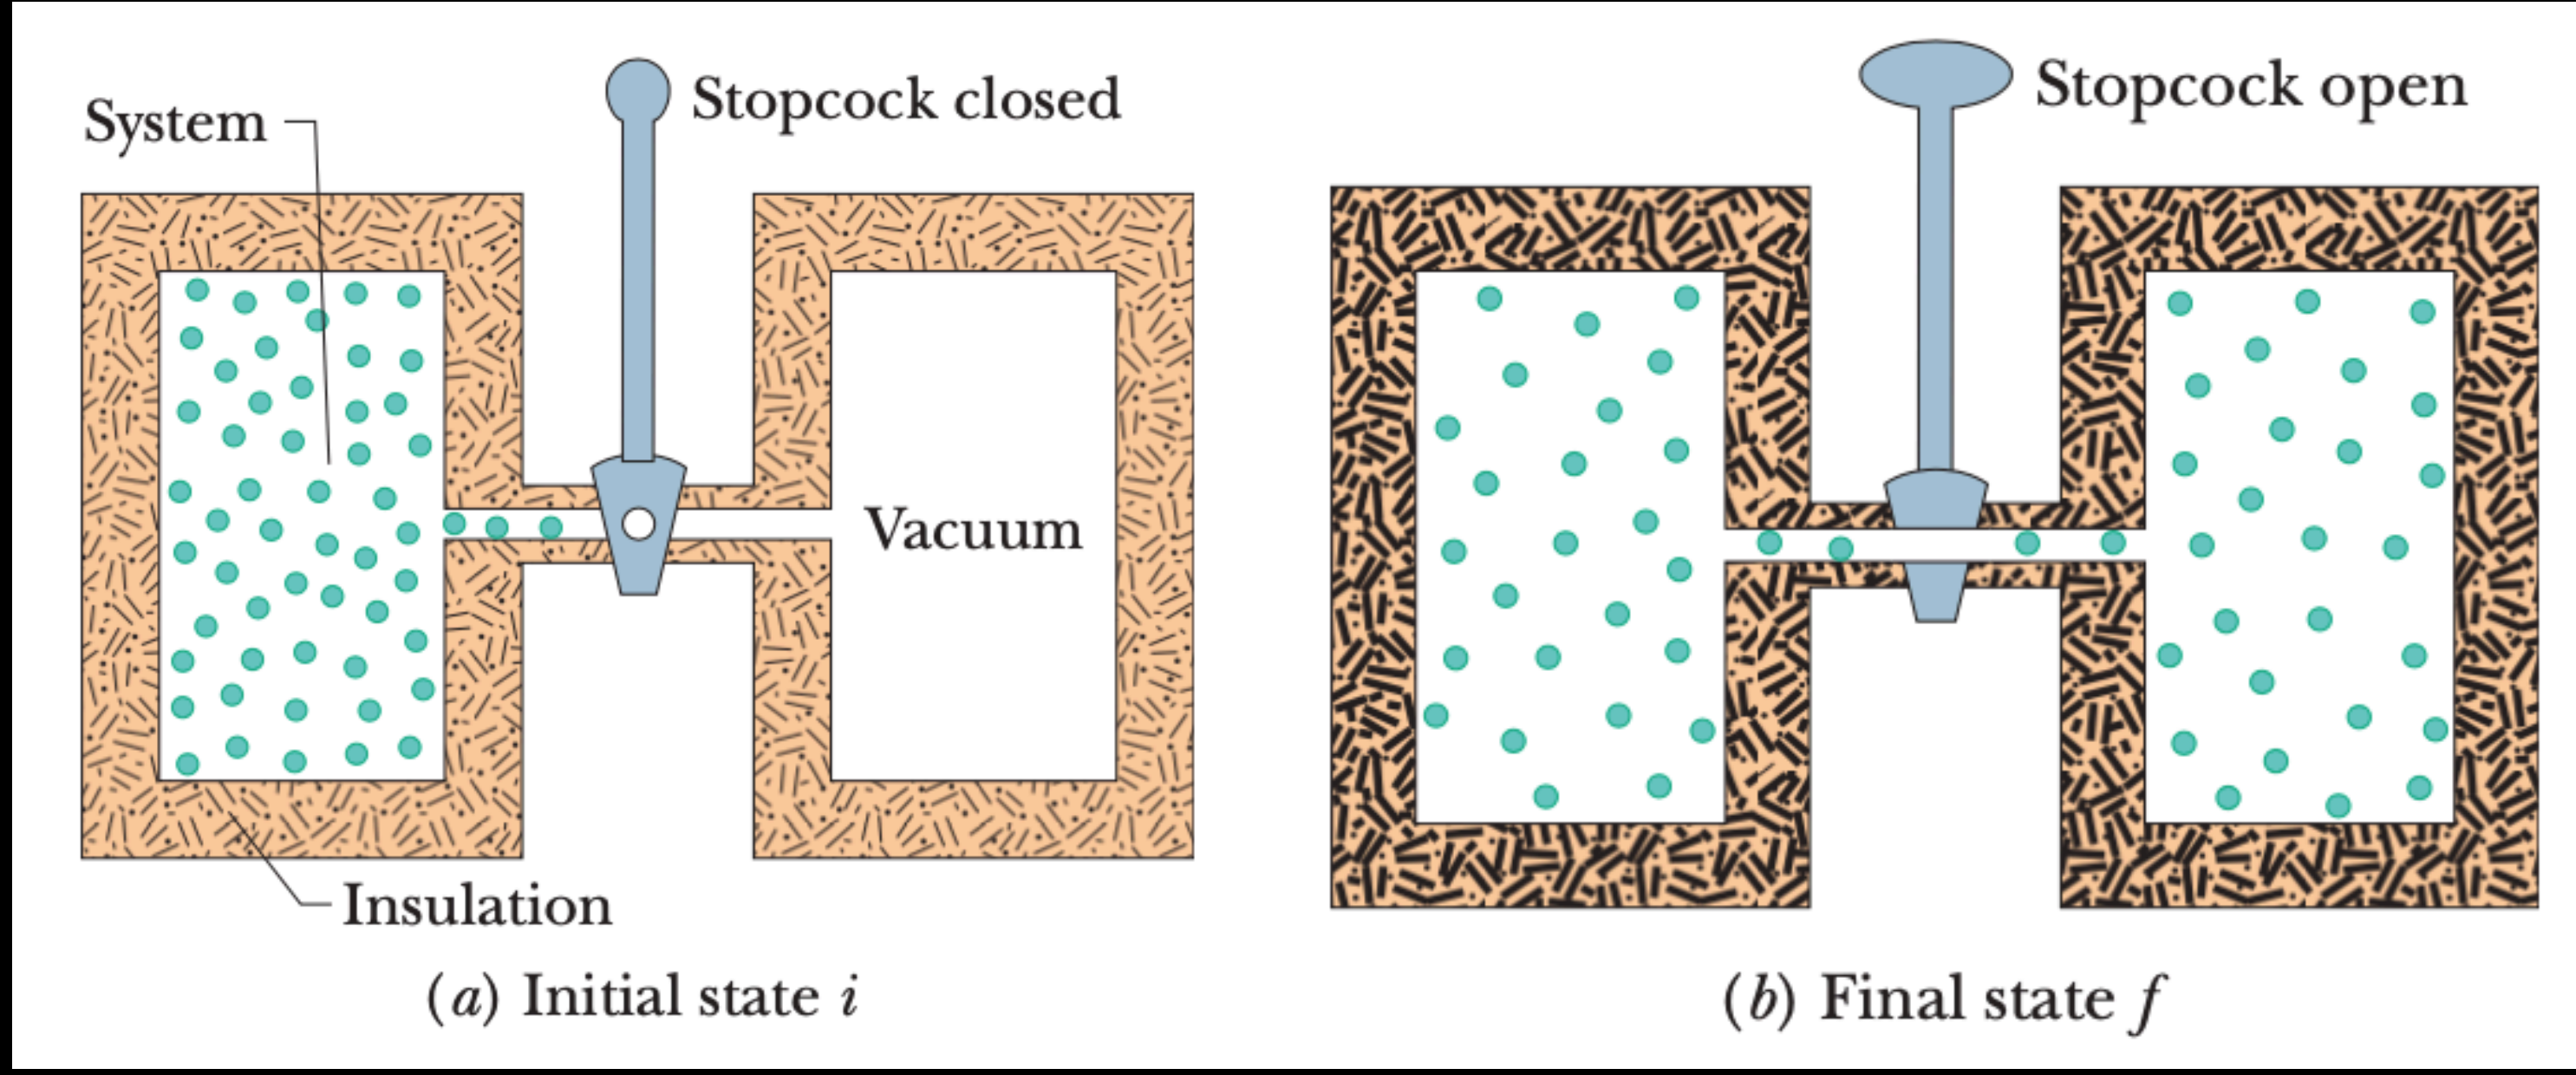 System
Stopcock closed
Vacuum
Insulation
(a) Initial state i
Stopcock open
(b) Final state f